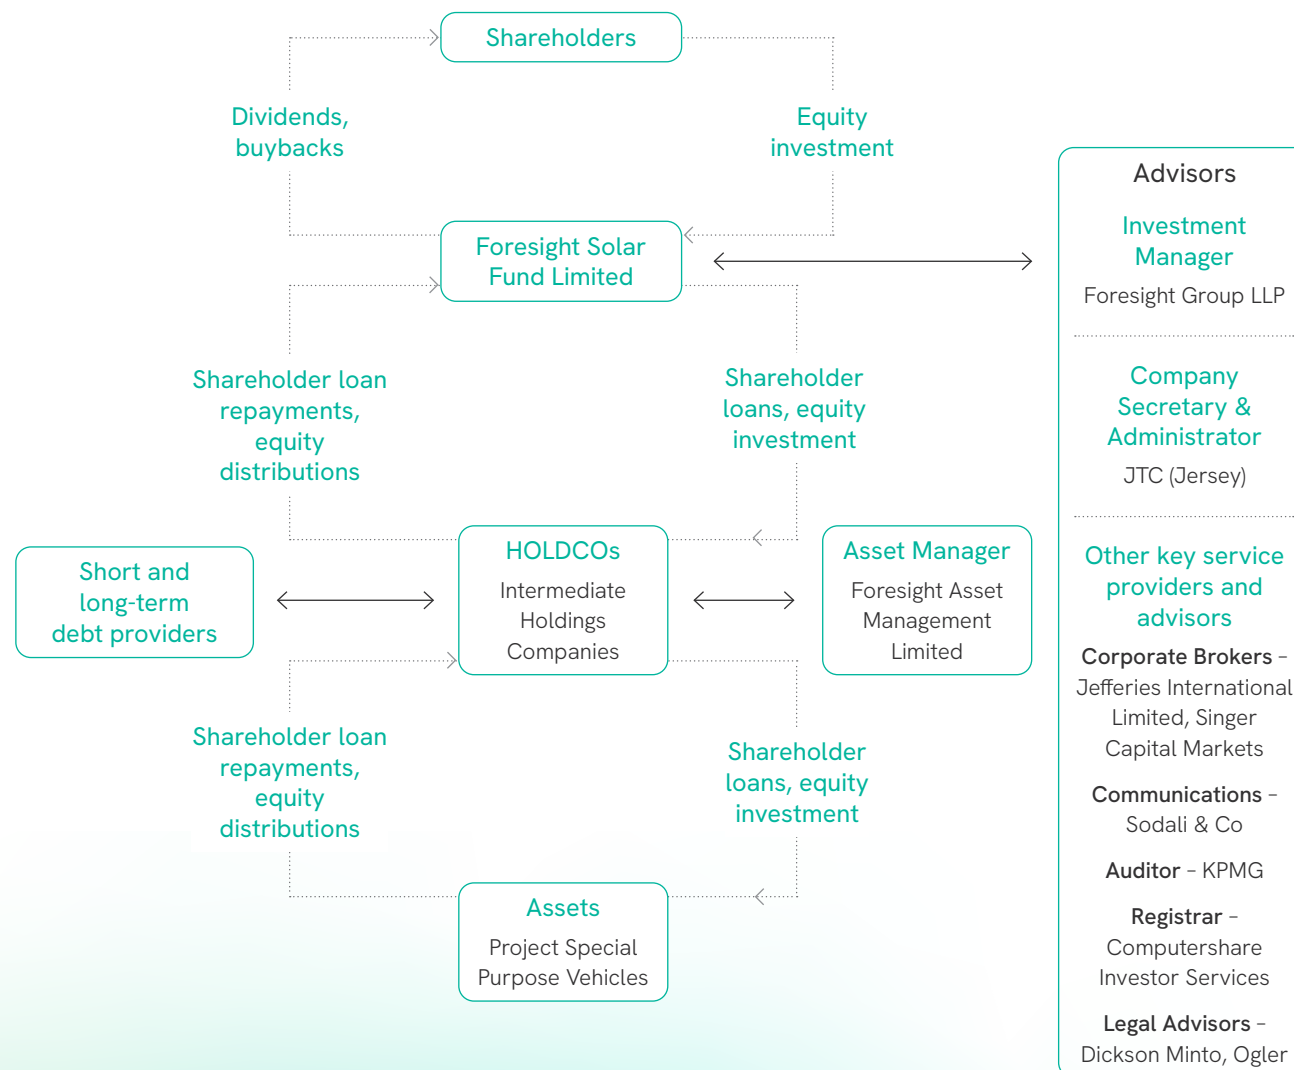 Shareholders
Dividends,
buybacks
Equity
investment
Foresight Solar
Fund Limited
Shareholder loan
repayments,
equity
distributions
Shareholder
loans, equity
investment
Short and
long-term
debt providers
HOLDCOs
Intermediate
Holdings
Companies
Asset Manager
Foresight Asset
Management
Limited
Shareholder loan
repayments,
equity
distributions
Shareholder
loans, equity
investment
Assets
Project Special
Purpose Vehicles
Advisors
Investment
Manager
Foresight Group LLP
Company
Secretary &
Administrator
JTC (Jersey)
Other key service
providers and
advisors
Corporate Brokers –
Jefferies International
Limited, Singer
Capital Markets
Communications –
Sodali & Co
Auditor – KPMG
Registrar –
Computershare
Investor Services
Legal Advisors –
Dickson Minto, Ogler